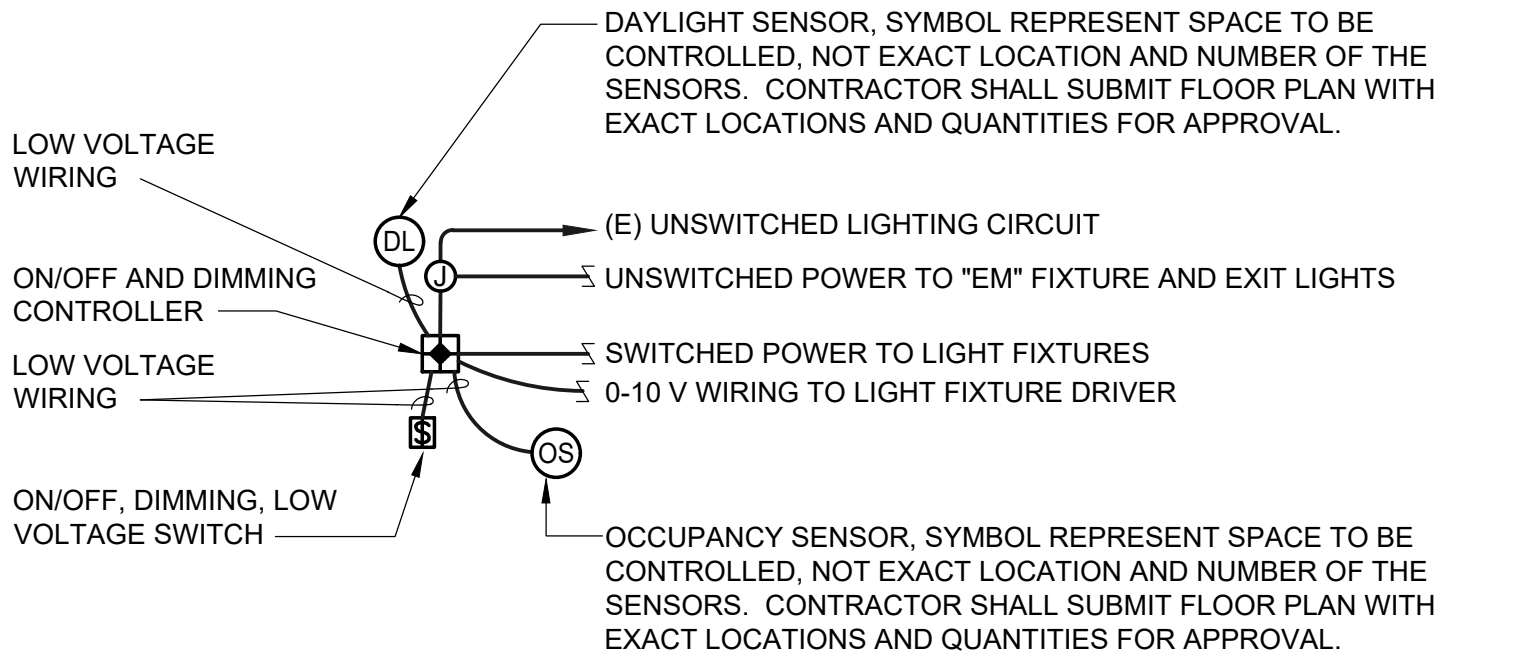 DAYLIGHT SENSOR, SYMBOL REPRESENT SPACE TO BE
CONTROLLED, NOT EXACT LOCATION AND NUMBER OF THE
SENSORS. CONTRACTOR SHALL SUBMIT FLOOR PLAN WITH
EXACT LOCATIONS AND QUANTITIES FOR APPROVAL.
LOW VOLTAGE
WIRING
DL
(E) UNSWITCHED LIGHTING CIRCUIT
J
UNSWITCHED POWER TO "EM" FIXTURE AND EXIT LIGHTS
ON/OFF AND DIMMING
CONTROLLER
SWITCHED POWER TO LIGHT FIXTURES
LOW VOLTAGE
WIRING
0-10 V WIRING TO LIGHT FIXTURE DRIVER
$
OS
ON/OFF, DIMMING, LOW
VOLTAGE SWITCH
OCCUPANCY SENSOR, SYMBOL REPRESENT SPACE TO BE
CONTROLLED, NOT EXACT LOCATION AND NUMBER OF THE
SENSORS. CONTRACTOR SHALL SUBMIT FLOOR PLAN WITH
EXACT LOCATIONS AND QUANTITIES FOR APPROVAL.